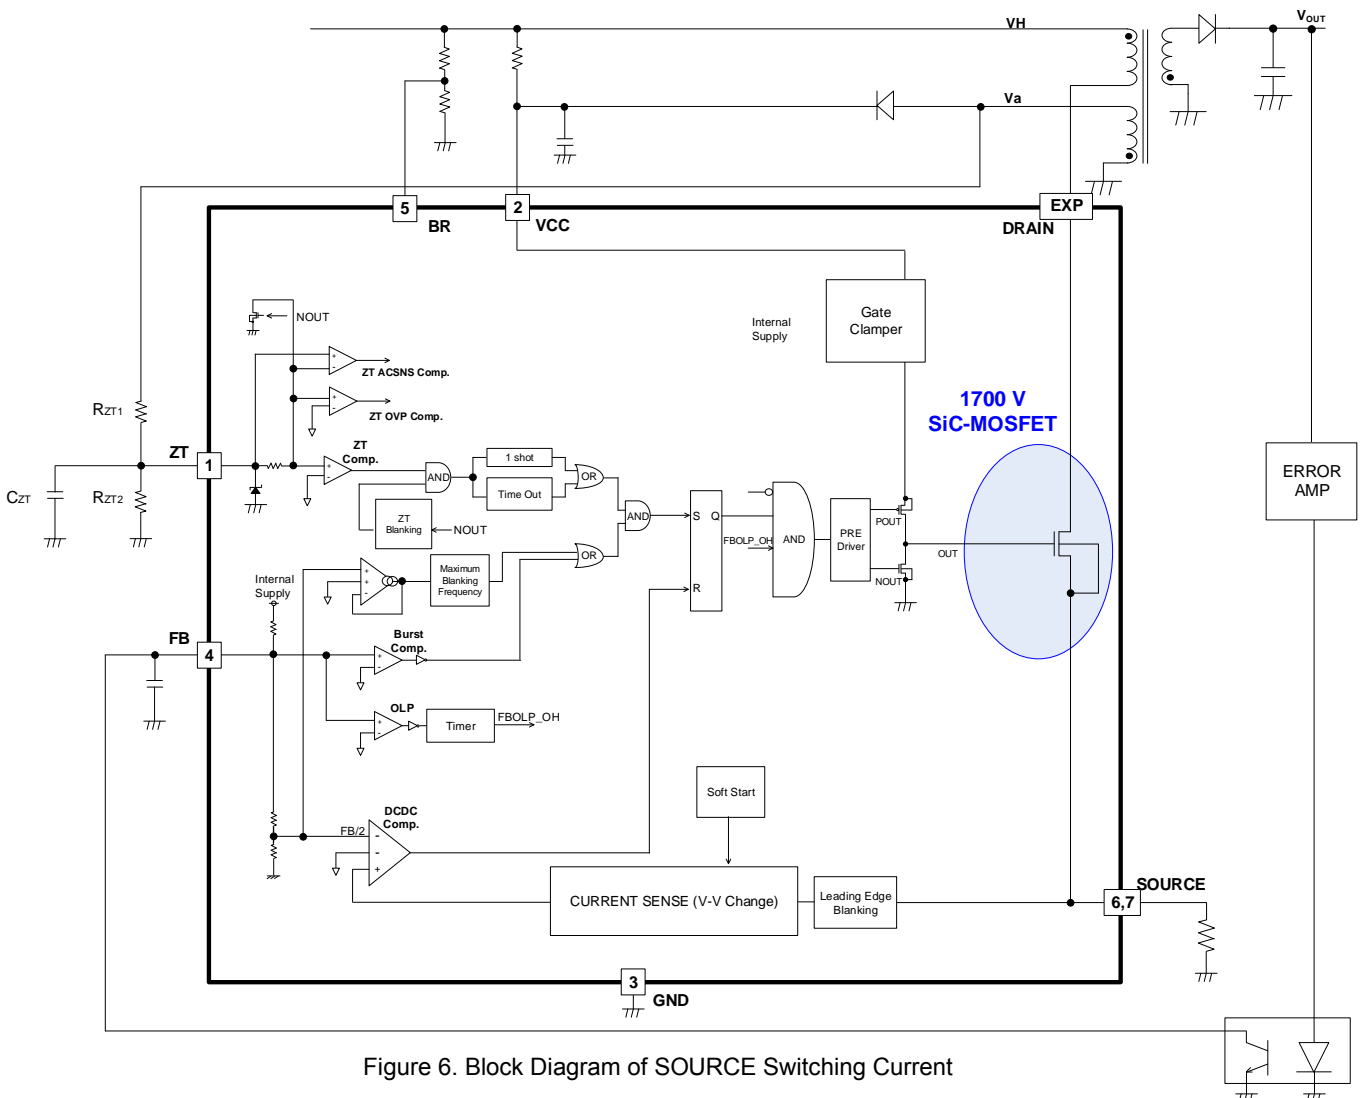 VH
VOUT
Va
5
BR
2
VCC
EXP
DRAIN
NOUT
Internal
Supply
Gate
Clamper
ZT ACSNS Comp.
ZT OVP Comp.
1700 V
SiC-MOSFET
RZT1
ZT
1
ZT
Comp.
AND
1 shot
Time Out
OR
CZT
RZT2
ZT
Blanking
NOUT
AND
S
Q
R
FBOLP_OH
AND
PRE
Driver
POUT
NOUT
OUT
ERROR
AMP
OR
Maximum
Blanking
Frequency
Internal
Supply
FB
4
Burst
Comp.
OLP
Timer
FBOLP_OH
Soft Start
DCDC
Comp.
FB/2
CURRENT SENSE (V-V Change)
Leading Edge
Blanking
SOURCE
6,7
3
GND
Figure 6. Block Diagram of SOURCE Switching Current